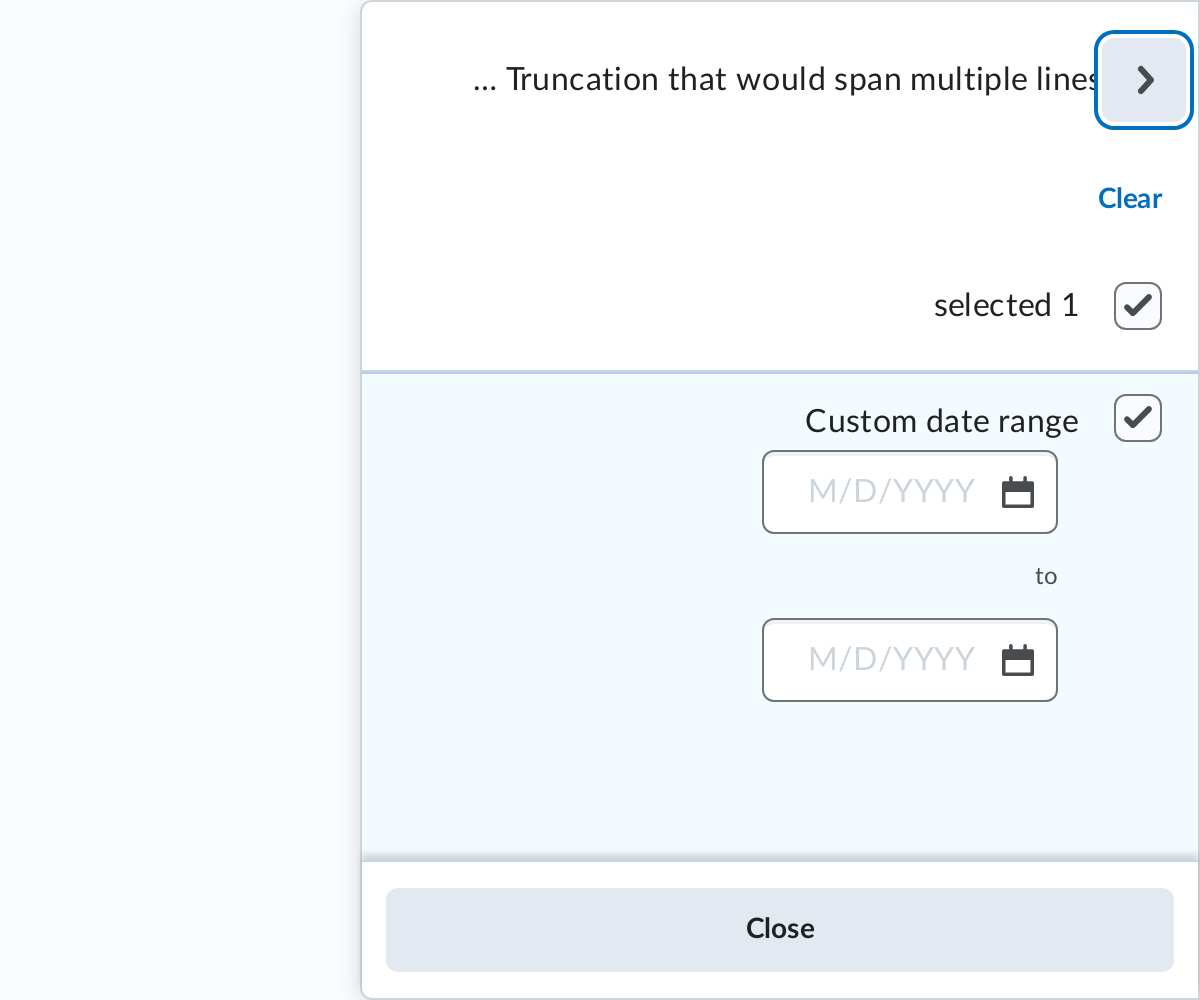 ... Truncation that would span multiple lines
Clear
selected 1
Custom date range
M/D/YYYY
to
M/D/YYYY
Close